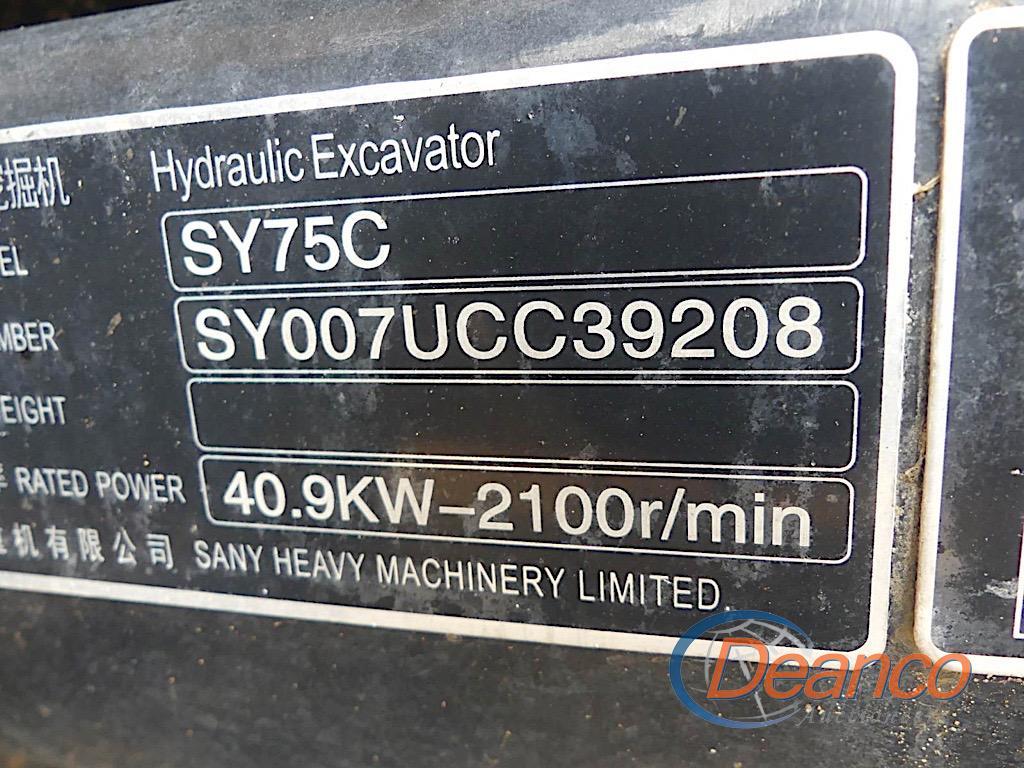 挖掘机 Hydraulic Excavator
EL SY75C
MBER SY007UCC39208
EIGHT
RATED POWER 40.9KW-2100r/min
机有限公司 SANY HEAVY MACHINERY LIMITED.
Deanco
Auctioneers